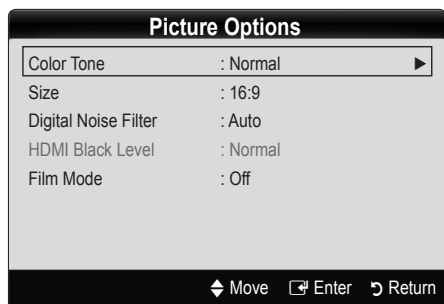 Picture Options
Color Tone : Normal ►
Size : 16:9
Digital Noise Filter : Auto
HDMI Black Level : Normal
Film Mode : Off
Move Enter Return